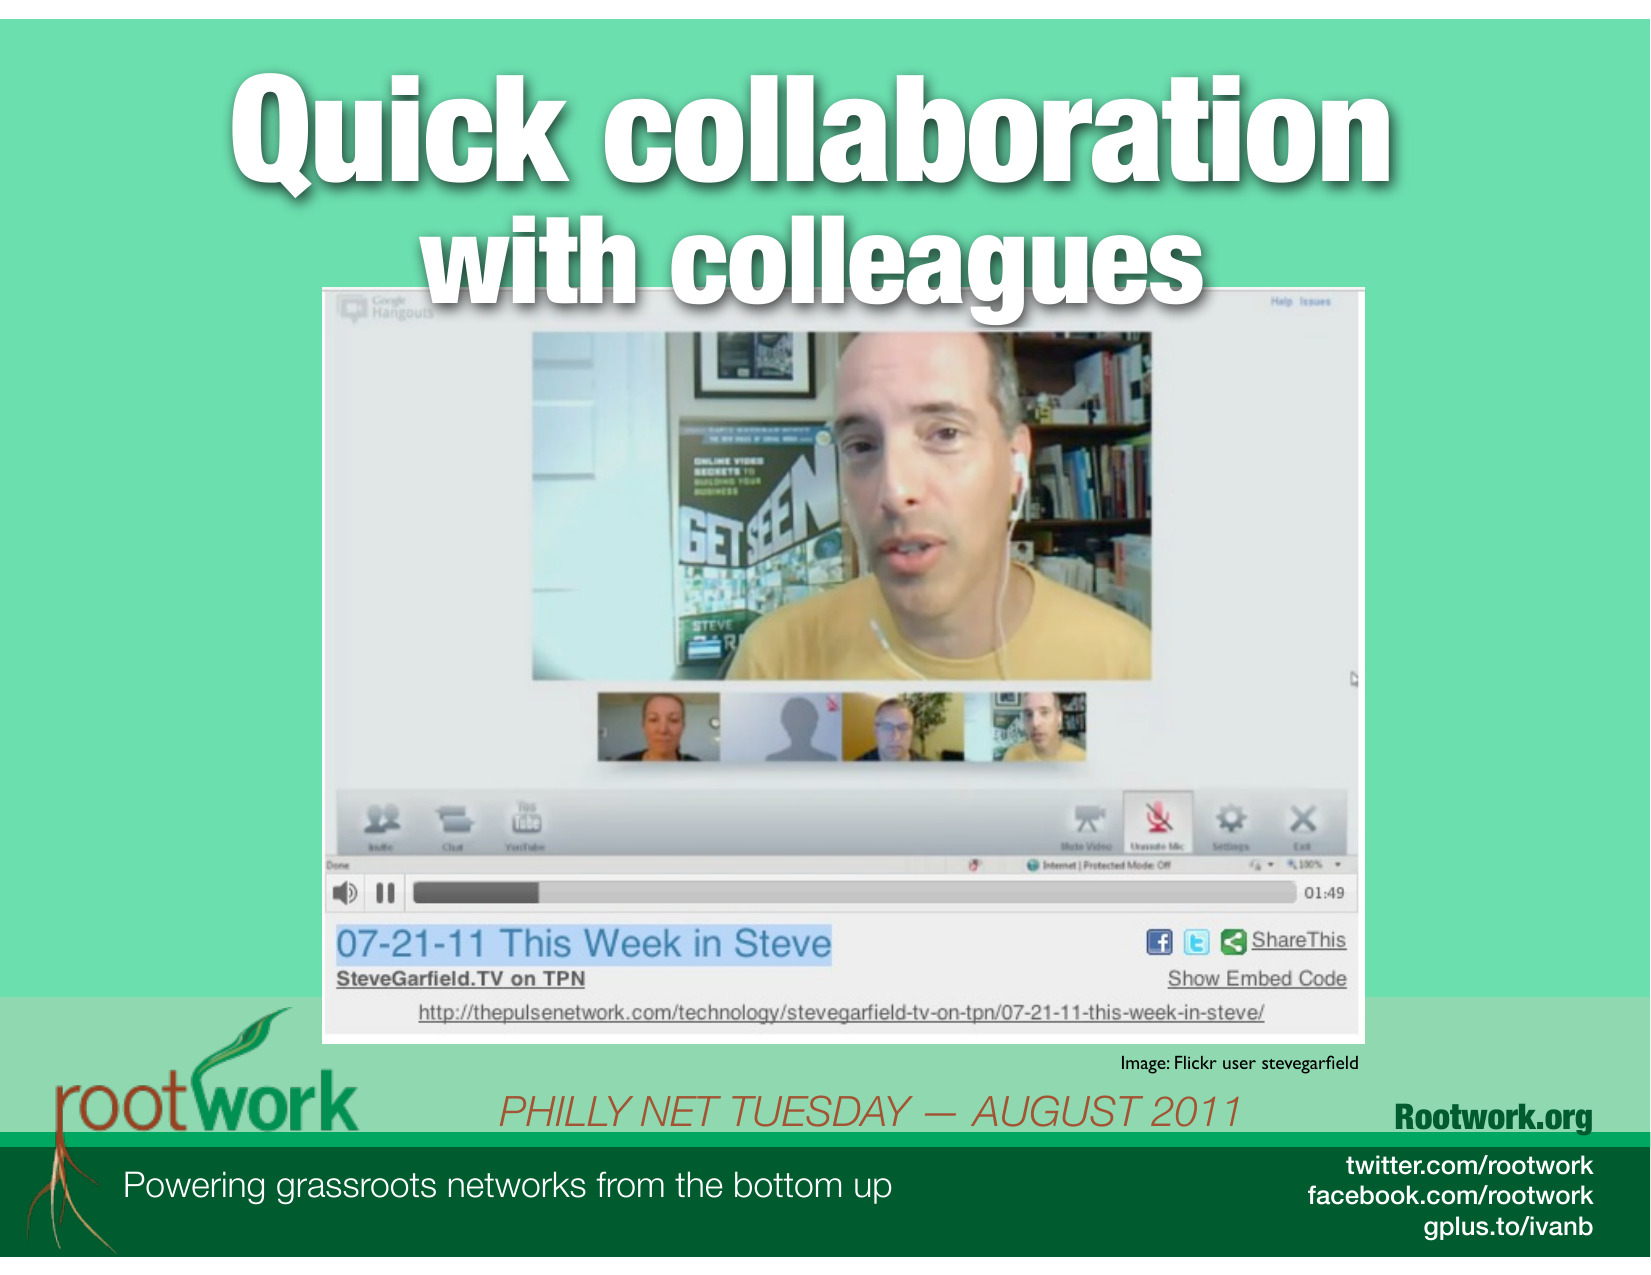 Quick collaboration
with colleagues
Google
Hangouts
Help Issues
ONLINE VIDEO
SECRETS TO
BUILDING YOUR
BUSINESS
GET SEEN
STEVE
Invite
Chat
You
Tube
YouTube
Mute Video
Unmute Mic
Settings
Exit
Done
Internet | Protected Mode: Off
100%
01:49
07-21-11 This Week in Steve
ShareThis
SteveGarfield.TV on TPN
Show Embed Code
http://thepulsenetwork.com/technology/stevegarfield-tv-on-tpn/07-21-11-this-week-in-steve/
Image: Flickr user stevegarfield
rootwork
PHILLY NET TUESDAY — AUGUST 2011
Rootwork.org
Powering grassroots networks from the bottom up
twitter.com/rootwork
facebook.com/rootwork
gplus.to/ivanb